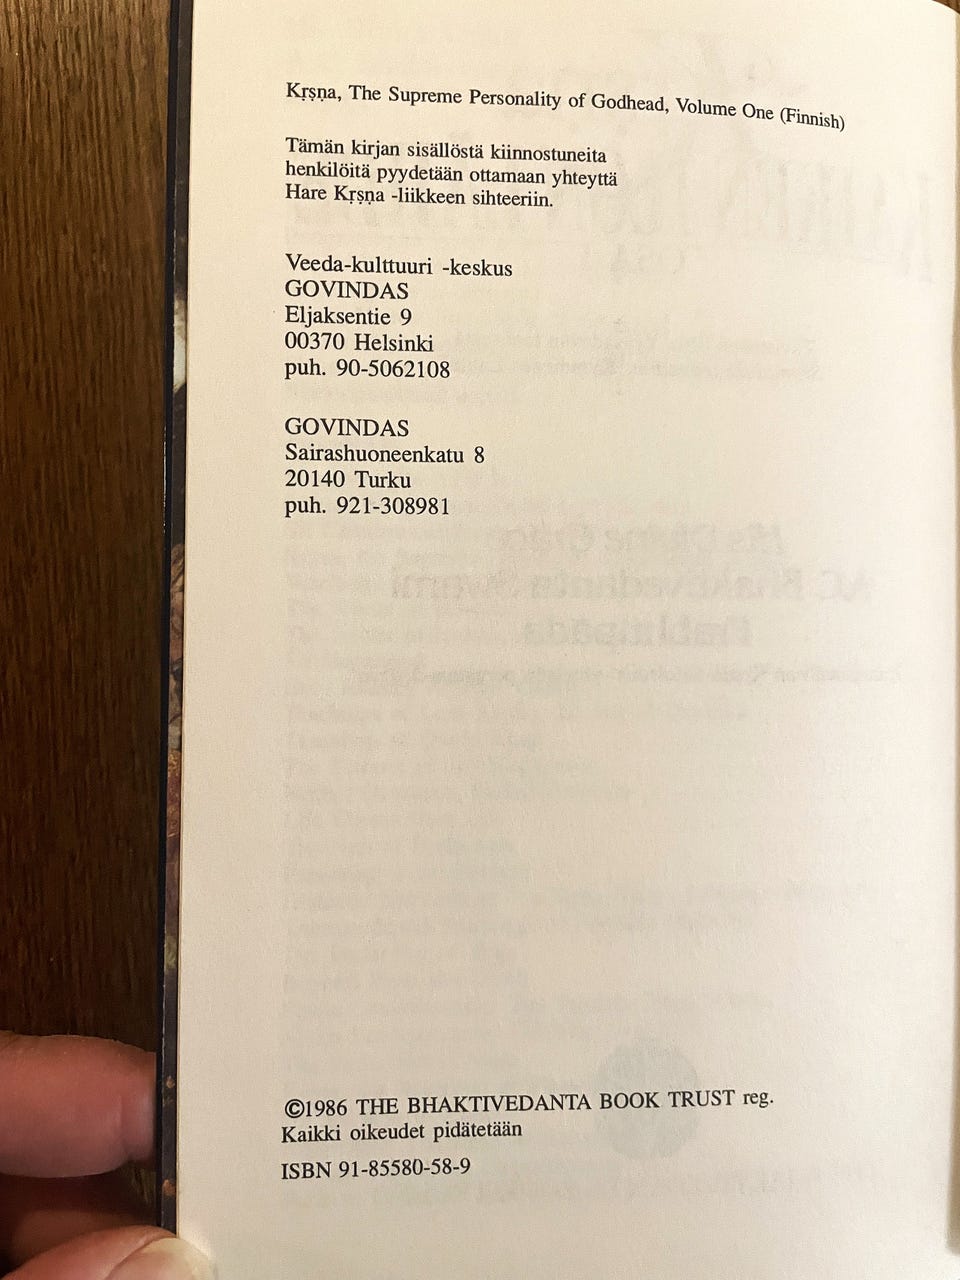 Kṛṣṇa, The Supreme Personality of Godhead, Volume One (Finnish)
Tämän kirjan sisällöstä kiinnostuneita
henkilöitä pyydetään ottamaan yhteyttä
Hare Kṛṣṇa -liikkeen sihteeriin.
Veeda-kulttuuri -keskus
GOVINDAS
Eljaksentie 9
00370 Helsinki
puh. 90-5062108
GOVINDAS
Sairashuoneenkatu 8
20140 Turku
puh. 921-308981
©1986 THE BHAKTIVEDANTA BOOK TRUST reg.
Kaikki oikeudet pidätetään
ISBN 91-85580-58-9